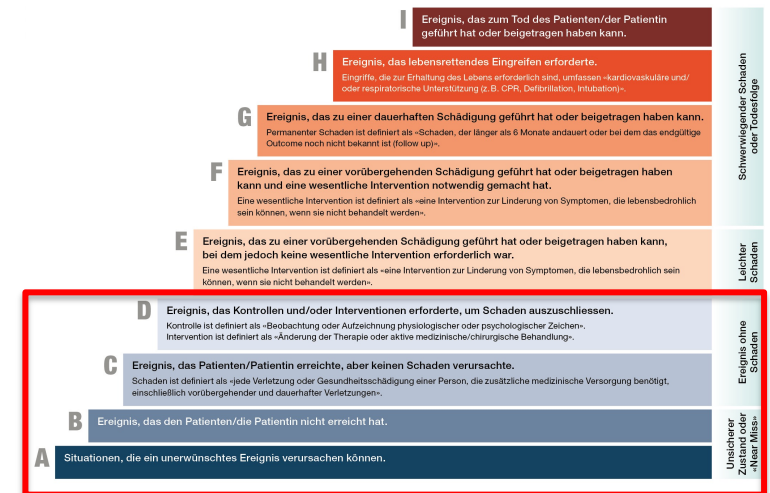 I
Ereignis, das zum Tod des Patienten/der Patientin
geführt hat oder beigetragen haben kann.
H
Ereignis, das lebensrettendes Eingreifen erforderte.
Eingriffe, die zur Erhaltung des Lebens erforderlich sind, umfassen «kardiovaskuläre und/
oder respiratorische Unterstützung (z. B. CPR, Defibrillation, Intubation)».
G
Ereignis, das zu einer dauerhaften Schädigung geführt hat oder beigetragen haben kann.
Permanenter Schaden ist definiert als «Schaden, der länger als 6 Monate andauert oder bei dem das endgültige
Outcome noch nicht bekannt ist (follow up)».
F
Ereignis, das zu einer vorübergehenden Schädigung geführt hat oder beigetragen haben
kann und eine wesentliche Intervention notwendig gemacht hat.
Eine wesentliche Intervention ist definiert als «eine Intervention zur Linderung von Symptomen, die lebensbedrohlich
sein können, wenn sie nicht behandelt werden».
Schwerwiegender Schaden
oder Todesfolge
E
Ereignis, das zu einer vorübergehenden Schädigung geführt hat oder beigetragen haben kann,
bei dem jedoch keine wesentliche Intervention erforderlich war.
Eine wesentliche Intervention ist definiert als «eine Intervention zur Linderung von Symptomen, die lebensbedrohlich sein
können, wenn sie nicht behandelt werden».
Leichter
Schaden
D
Ereignis, das Kontrollen und/oder Interventionen erforderte, um Schaden auszuschliessen.
Kontrolle ist definiert als «Beobachtung oder Aufzeichnung physiologischer oder psychologischer Zeichen».
Intervention ist definiert als «Änderung der Therapie oder aktive medizinische/chirurgische Behandlung».
C
Ereignis, das Patienten/Patientin erreichte, aber keinen Schaden verursachte.
Schaden ist definiert als «jede Verletzung oder Gesundheitsschädigung einer Person, die zusätzliche medizinische Versorgung benötigt,
einschließlich vorübergehender und dauerhafter Verletzungen».
Ereignis ohne
Schaden
B
Ereignis, das den Patienten/die Patientin nicht erreicht hat.
A
Situationen, die ein unerwünschtes Ereignis verursachen können.
Unsicherer
Zustand oder
«Near Miss»